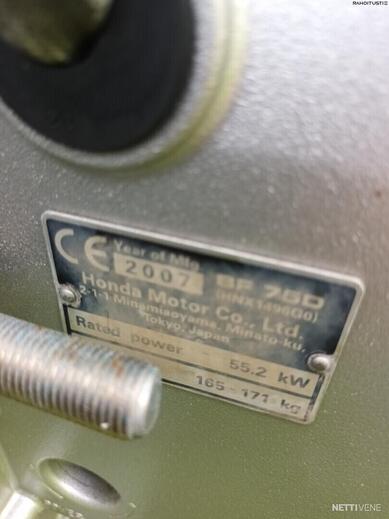 RAHOITUSTIE
CE Year of Mfg. BF 75D
2007
Honda Motor Co., Ltd.
2-1-1 Minamiaoyama, Minato-ku,
Tokyo, Japan
Rated power 55.2 kW
165 - 171 kg
NETTIVENE